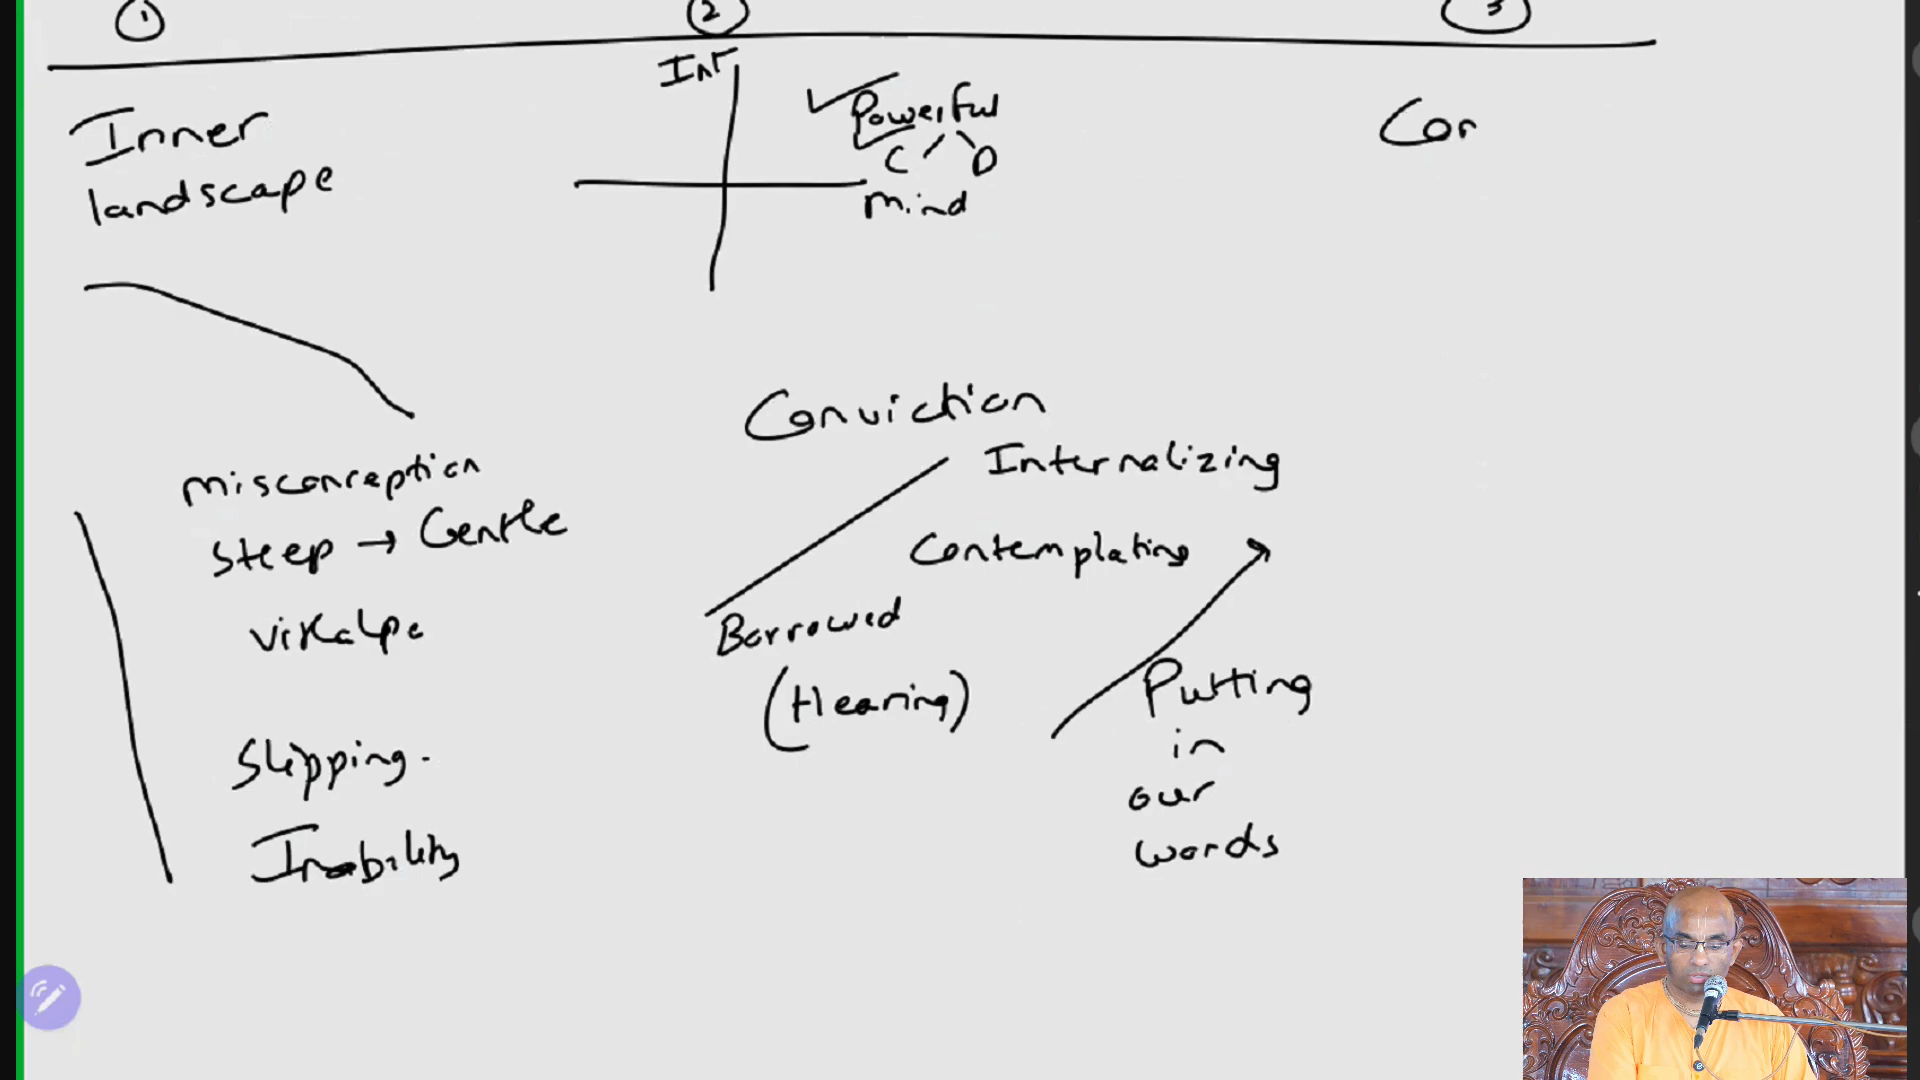 1
2
3
Int
Inner
landscape
Powerful
C / \ D
Mind
Con
misconception
steep → Gentle
vikalpa
Slipping.
Inability
Conviction
Internalizing
Contemplating
Borrowed
(Hearing)
Putting
in
our
words